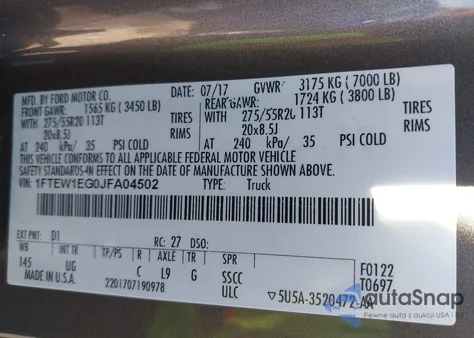 MFD. BY FORD MOTOR CO.
DATE: 07/17 GVWR: 3175 KG ( 7000 LB)
FRONT GAWR: 1565 KG ( 3450 LB) REAR GAWR: 1724 KG ( 3800 LB)
WITH 275/55R20 113T TIRES WITH 275/55R20 113T TIRES
20x8.5J RIMS 20x8.5J RIMS
AT 240 kPa/ 35 PSI COLD AT 240 kPa/ 35 PSI COLD
THIS VEHICLE CONFORMS TO ALL APPLICABLE FEDERAL MOTOR VEHICLE
SAFETY STANDARDS IN EFFECT ON THE DATE OF MANUFACTURE SHOWN ABOVE.
VIN: 1FTEW1EG0JFA04502 TYPE: Truck
EXT PNT: D1 RC: 27 DSO:
WB INT TR TP/PS R AXLE TR SPR
145 UG C L9 G SSCC F0122
MADE IN U.S.A. 2201707190978 ULC T0697
▽5U5A-3520472-AA
autoSnap
Pewne auta z dostawą z USA - EU